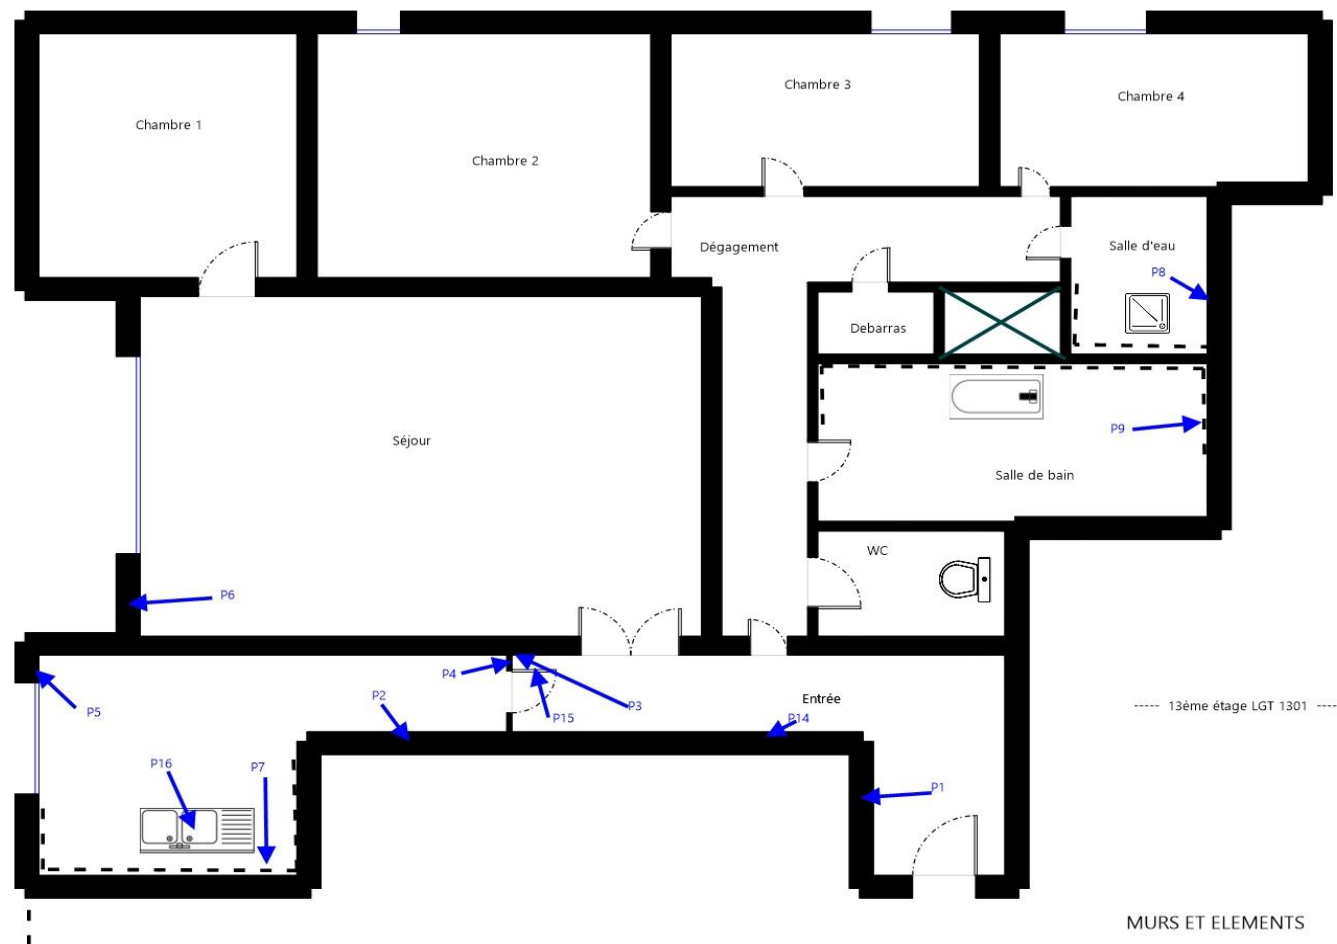 Chambre 1
Chambre 2
Chambre 3
Chambre 4
Dégagement
Salle d'eau
P8
Debarras
Séjour
P9
Salle de bain
WC
P6
P4
P2
P3
P15
Entrée
P14
P5
13ème étage LGT 1301
P16
P7
P1
MURS ET ELEMENTS